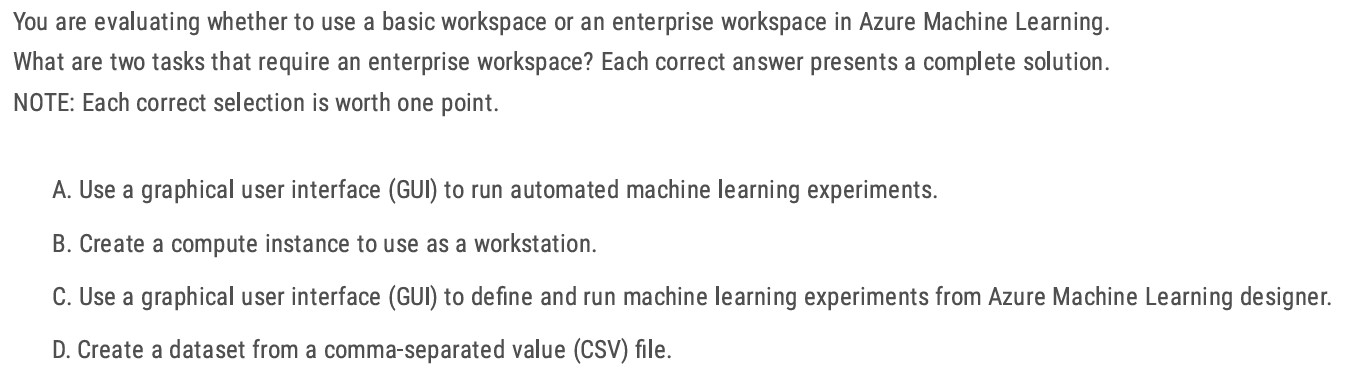 You are evaluating whether to use a basic workspace or an enterprise workspace in Azure Machine Learning.
What are two tasks that require an enterprise workspace? Each correct answer presents a complete solution.
NOTE: Each correct selection is worth one point.
A. Use a graphical user interface (GUI) to run automated machine learning experiments.
B. Create a compute instance to use as a workstation.
C. Use a graphical user interface (GUI) to define and run machine learning experiments from Azure Machine Learning designer.
D. Create a dataset from a comma-separated value (CSV) file.